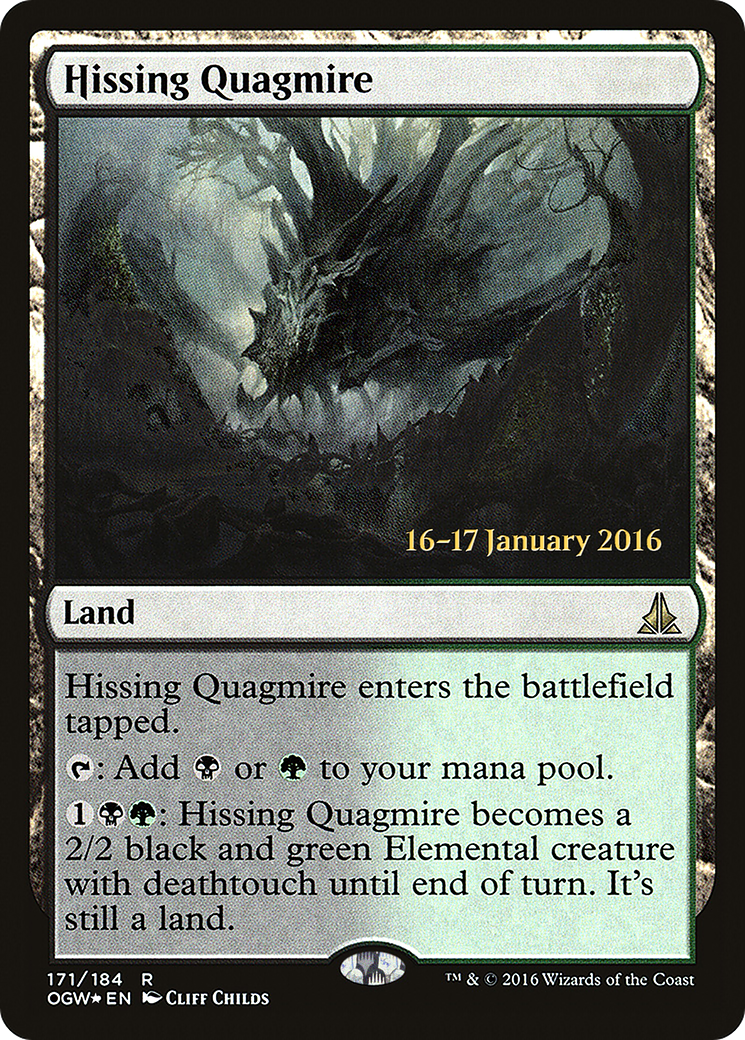 Hissing Quagmire
16–17 January 2016
Land
Hissing Quagmire enters the battlefield
tapped.
: Add or to your mana pool.
1: Hissing Quagmire becomes a
2/2 black and green Elemental creature
with deathtouch until end of turn. It's
still a land.
171/184 R
OGW★EN CLIFF CHILDS
™ & © 2016 Wizards of the Coast